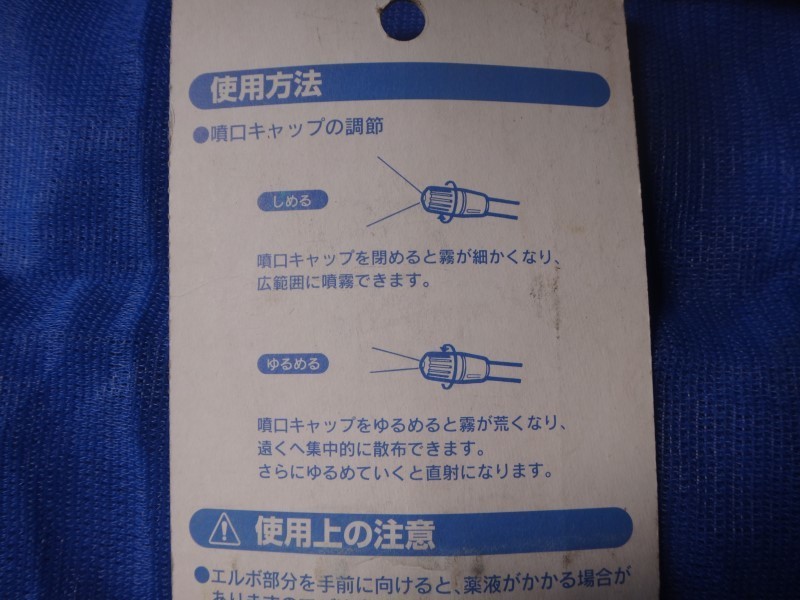 使用方法
●噴口キャップの調節
しめる
噴口キャップを閉めると霧が細かくなり、
広範囲に噴霧できます。
ゆるめる
噴口キャップをゆるめると霧が荒くなり、
遠くへ集中的に散布できます。
さらにゆるめていくと直射になります。
使用上の注意
●エルボ部分を手前に向けると、薬液がかかる場合が
ありますので